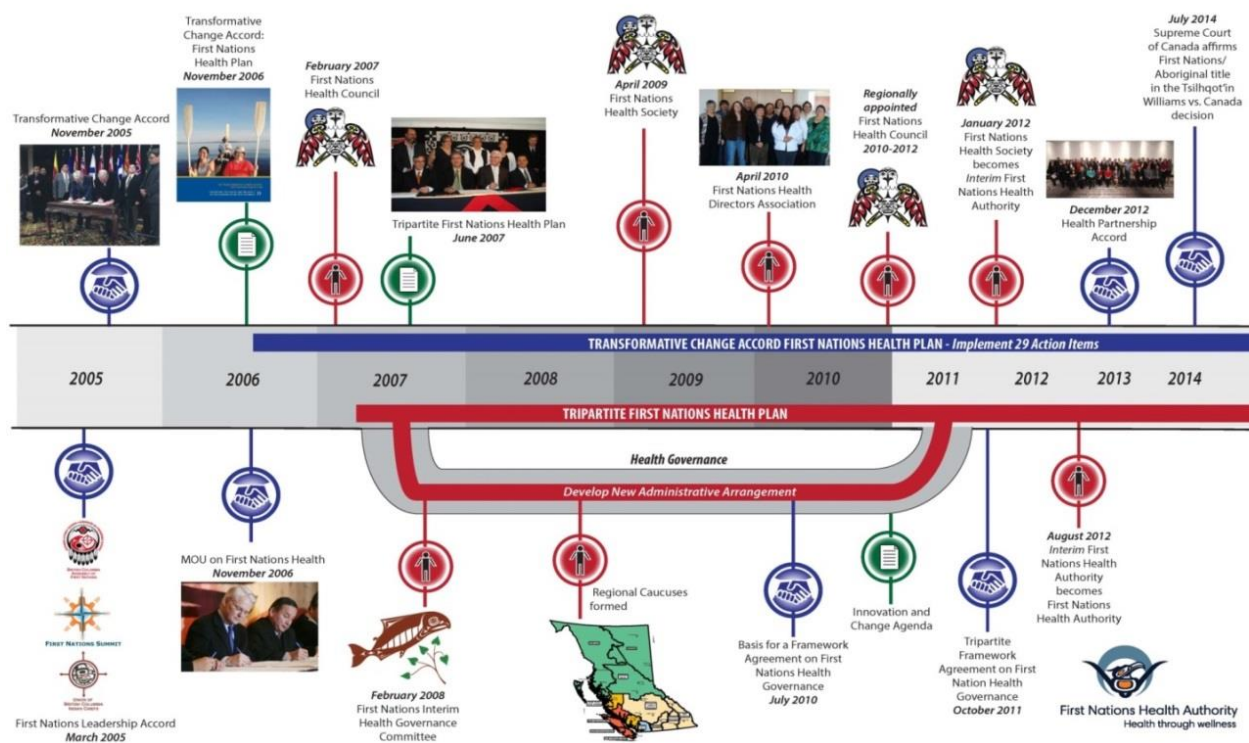 Transformative Change Accord
November 2005
Transformative
Change Accord:
First Nations
Health Plan
November 2006
February 2007
First Nations
Health Council
Tripartite First Nations Health Plan
June 2007
April 2009
First Nations
Health Society
April 2010
First Nations Health
Directors Association
Regionally
appointed
First Nations
Health Council
2010-2012
January 2012
First Nations
Health Society
becomes
Interim First
Nations Health
Authority
December 2012
Health Partnership
Accord
July 2014
Supreme Court
of Canada affirms
First Nations/
Aboriginal title
in the Tsilhqot'in
Williams vs. Canada
decision
TRANSFORMATIVE CHANGE ACCORD FIRST NATIONS HEALTH PLAN - Implement 29 Action Items
2005 2006 2007 2008 2009 2010 2011 2012 2013 2014
TRIPARTITE FIRST NATIONS HEALTH PLAN
Health Governance
Develop New Administrative Arrangement
FIRST NATIONS SUMMIT
First Nations Leadership Accord
March 2005
MOU on First Nations Health
November 2006
February 2008
First Nations Interim
Health Governance
Committee
Regional Caucuses
formed
Basis for a Framework
Agreement on First
Nations Health
Governance
July 2010
Innovation and
Change Agenda
Tripartite
Framework
Agreement on First
Nation Health
Governance
October 2011
August 2012
Interim First
Nations Health
Authority
becomes
First Nations
Health Authority
First Nations Health Authority
Health through wellness